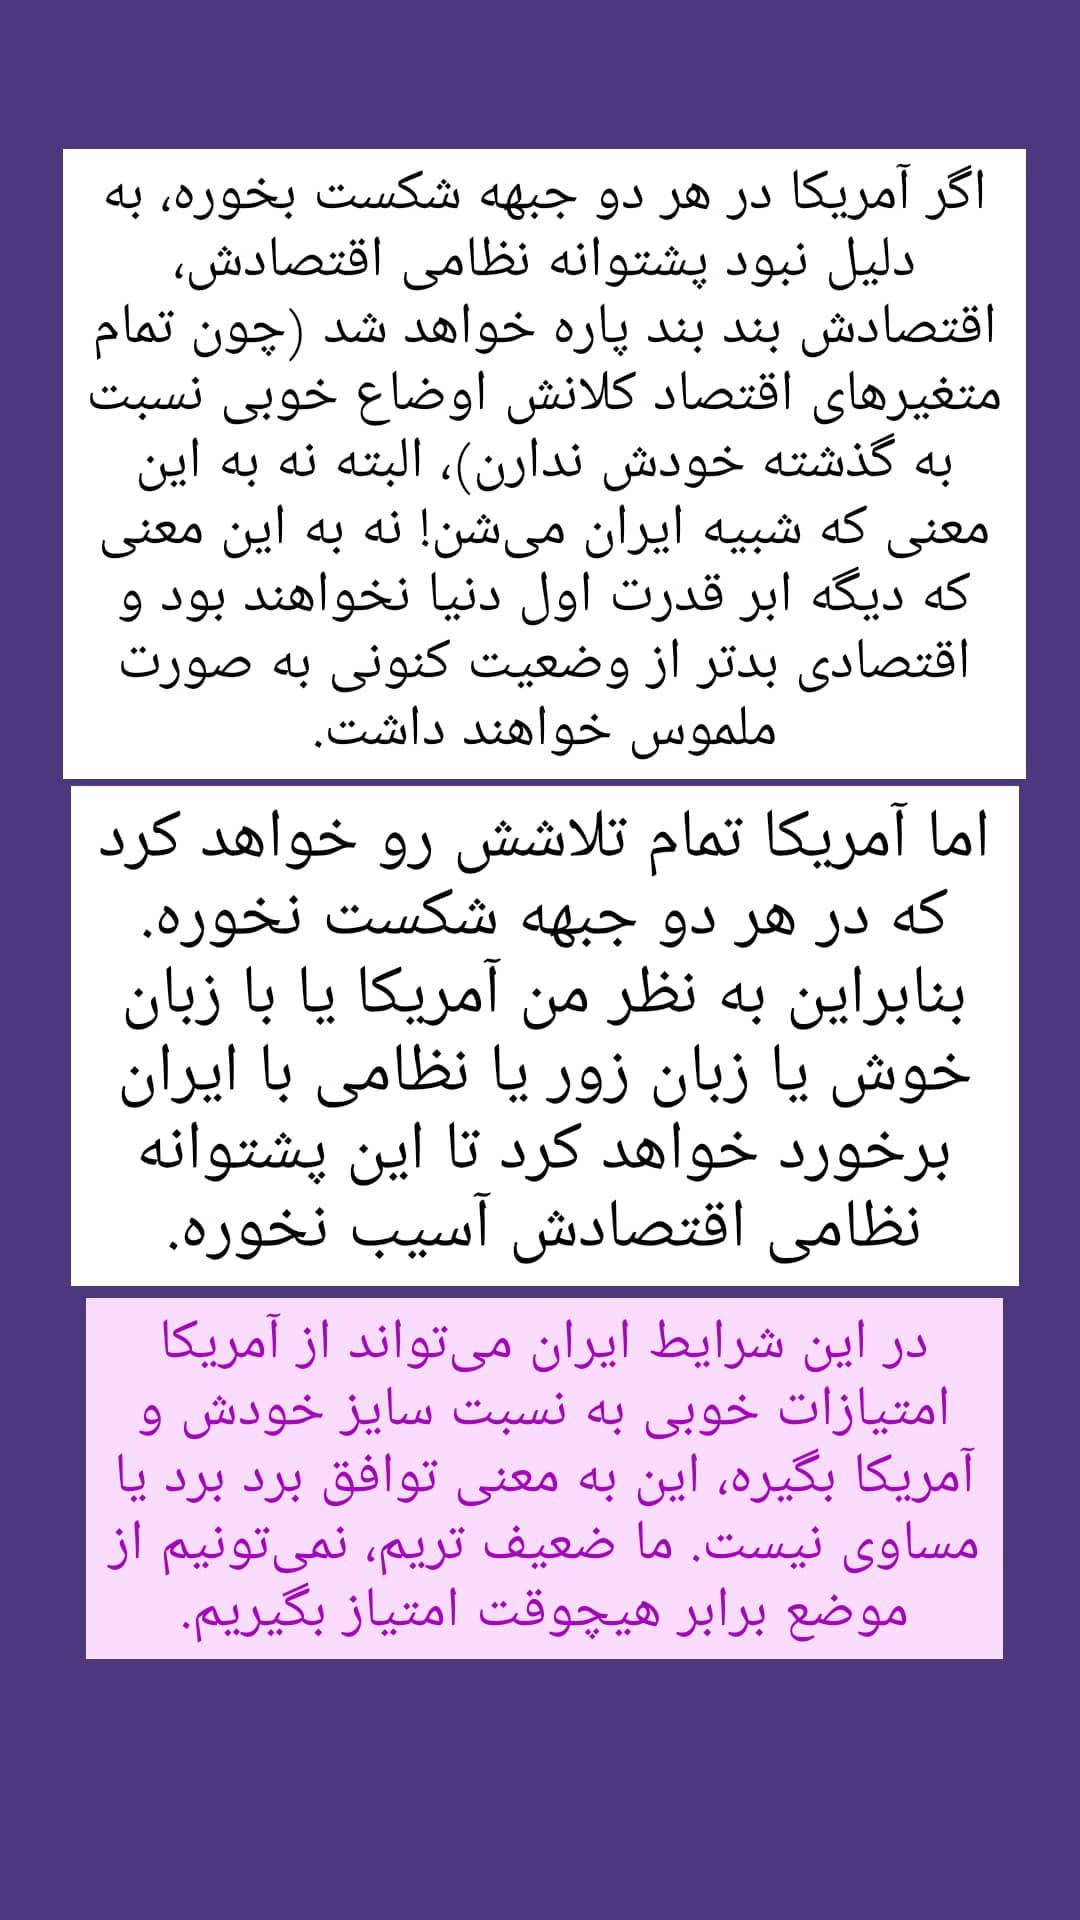 اگر آمریکا در هر دو جبهه شکست بخوره، به
دلیل نبود پشتوانه نظامی اقتصادش،
اقتصادش بند بند پاره خواهد شد (چون تمام
متغیرهای اقتصاد کلانش اوضاع خوبی نسبت
به گذشته خودش ندارن)، البته نه به این
معنی که شبیه ایران می‌شن! نه به این معنی
که دیگه ابر قدرت اول دنیا نخواهند بود و
اقتصادی بدتر از وضعیت کنونی به صورت
ملموس خواهند داشت.
اما آمریکا تمام تلاشش رو خواهد کرد
که در هر دو جبهه شکست نخوره.
بنابراین به نظر من آمریکا یا با زبان
خوش یا زبان زور یا نظامی با ایران
برخورد خواهد کرد تا این پشتوانه
نظامی اقتصادش آسیب نخوره.
در این شرایط ایران می‌تواند از آمریکا
امتیازات خوبی به نسبت سایز خودش و
آمریکا بگیره، این به معنی توافق برد برد یا
مساوی نیست. ما ضعیف تریم، نمی‌تونیم از
موضع برابر هیچوقت امتیاز بگیریم.